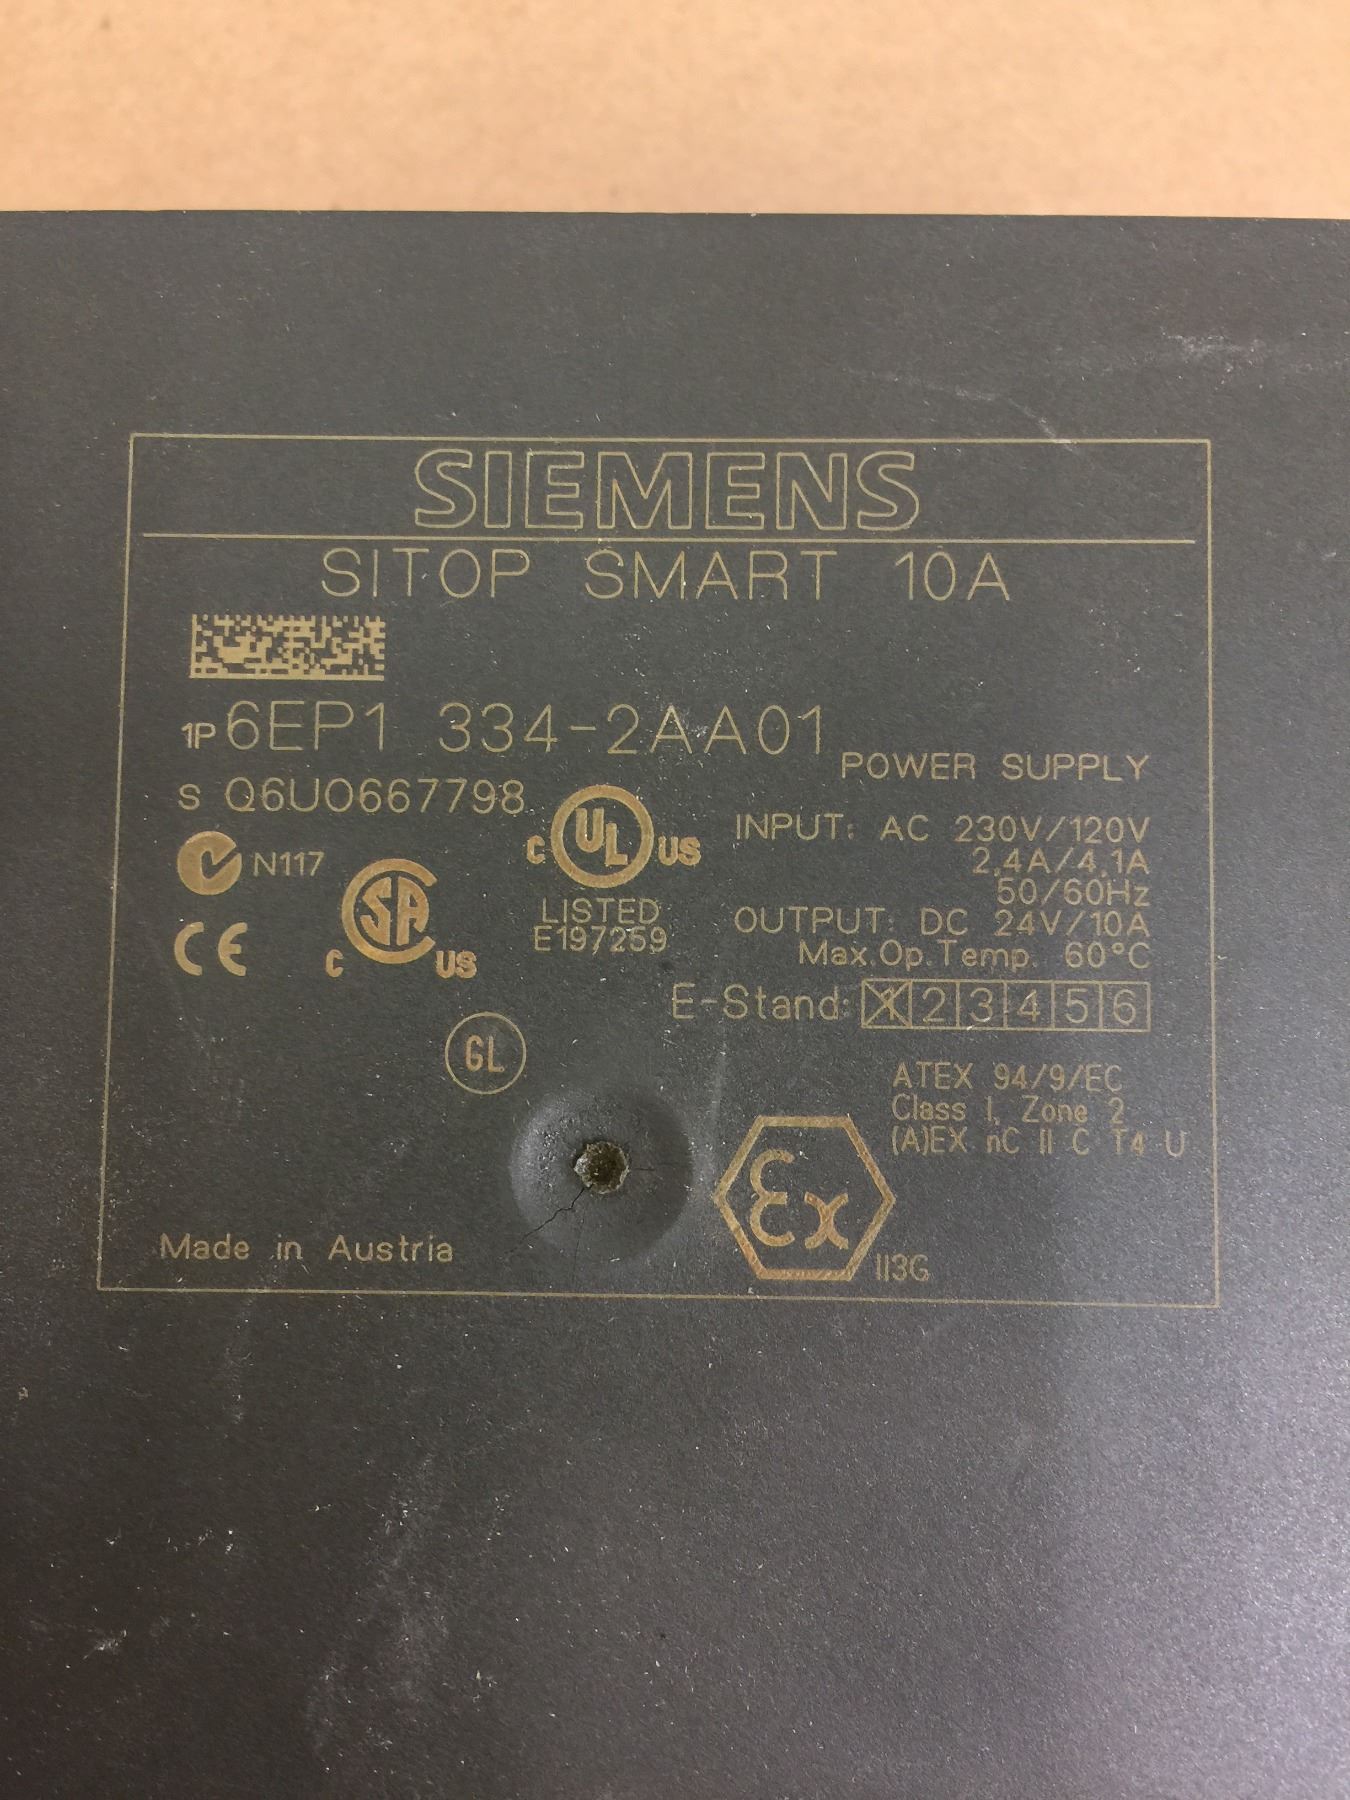 SIEMENS
SITOP SMART 10A
1P 6EP1 334-2AA01
S Q6U0667798
POWER SUPPLY
INPUT: AC 230V/120V
2,4A/4,1A
50/60Hz
OUTPUT: DC 24V/10A
Max.Op.Temp. 60°C
E-Stand: 1 2 3 4 5 6
N117
CE
C SA US
C UL US
LISTED
E197259
GL
ATEX 94/9/EC
Class I, Zone 2
(A)EX nC II C T4 U
Ex
II3G
Made in Austria